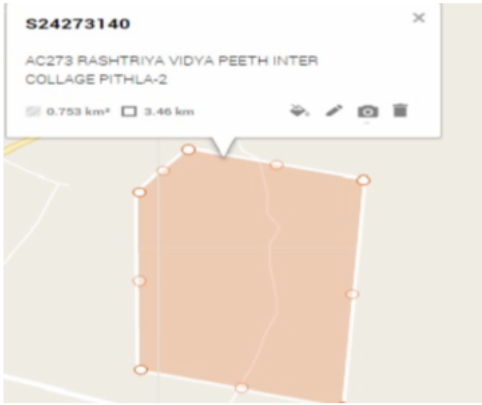 S24273140
AC273 RASHTRIYA VIDYA PEETH INTER
COLLAGE PITHLA-2
0.753 km² 3.46 km